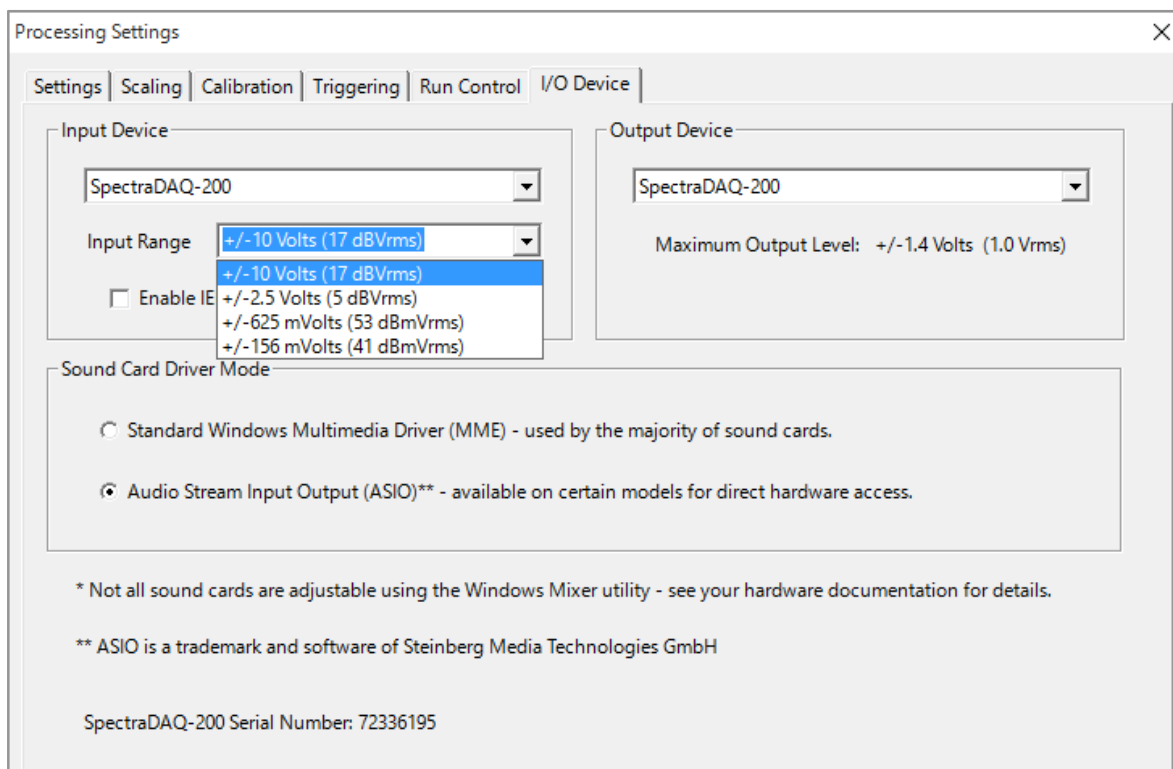 Processing Settings
Settings Scaling Calibration Triggering Run Control I/O Device
Input Device
SpectraDAQ-200
Input Range +/-10 Volts (17 dBVrms)
+/-10 Volts (17 dBVrms)
+/-2.5 Volts (5 dBVrms)
+/-625 mVolts (53 dBmVrms)
+/-156 mVolts (41 dBmVrms)
Enable IE
Output Device
SpectraDAQ-200
Maximum Output Level: +/-1.4 Volts (1.0 Vrms)
Sound Card Driver Mode
Standard Windows Multimedia Driver (MME) - used by the majority of sound cards.
Audio Stream Input Output (ASIO)** - available on certain models for direct hardware access.
* Not all sound cards are adjustable using the Windows Mixer utility - see your hardware documentation for details.
** ASIO is a trademark and software of Steinberg Media Technologies GmbH
SpectraDAQ-200 Serial Number: 72336195